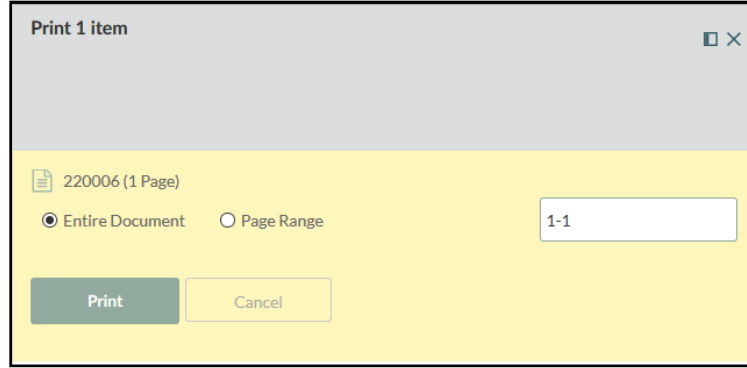 Print 1 item
220006 (1 Page)
Entire Document Page Range 1-1
Print Cancel